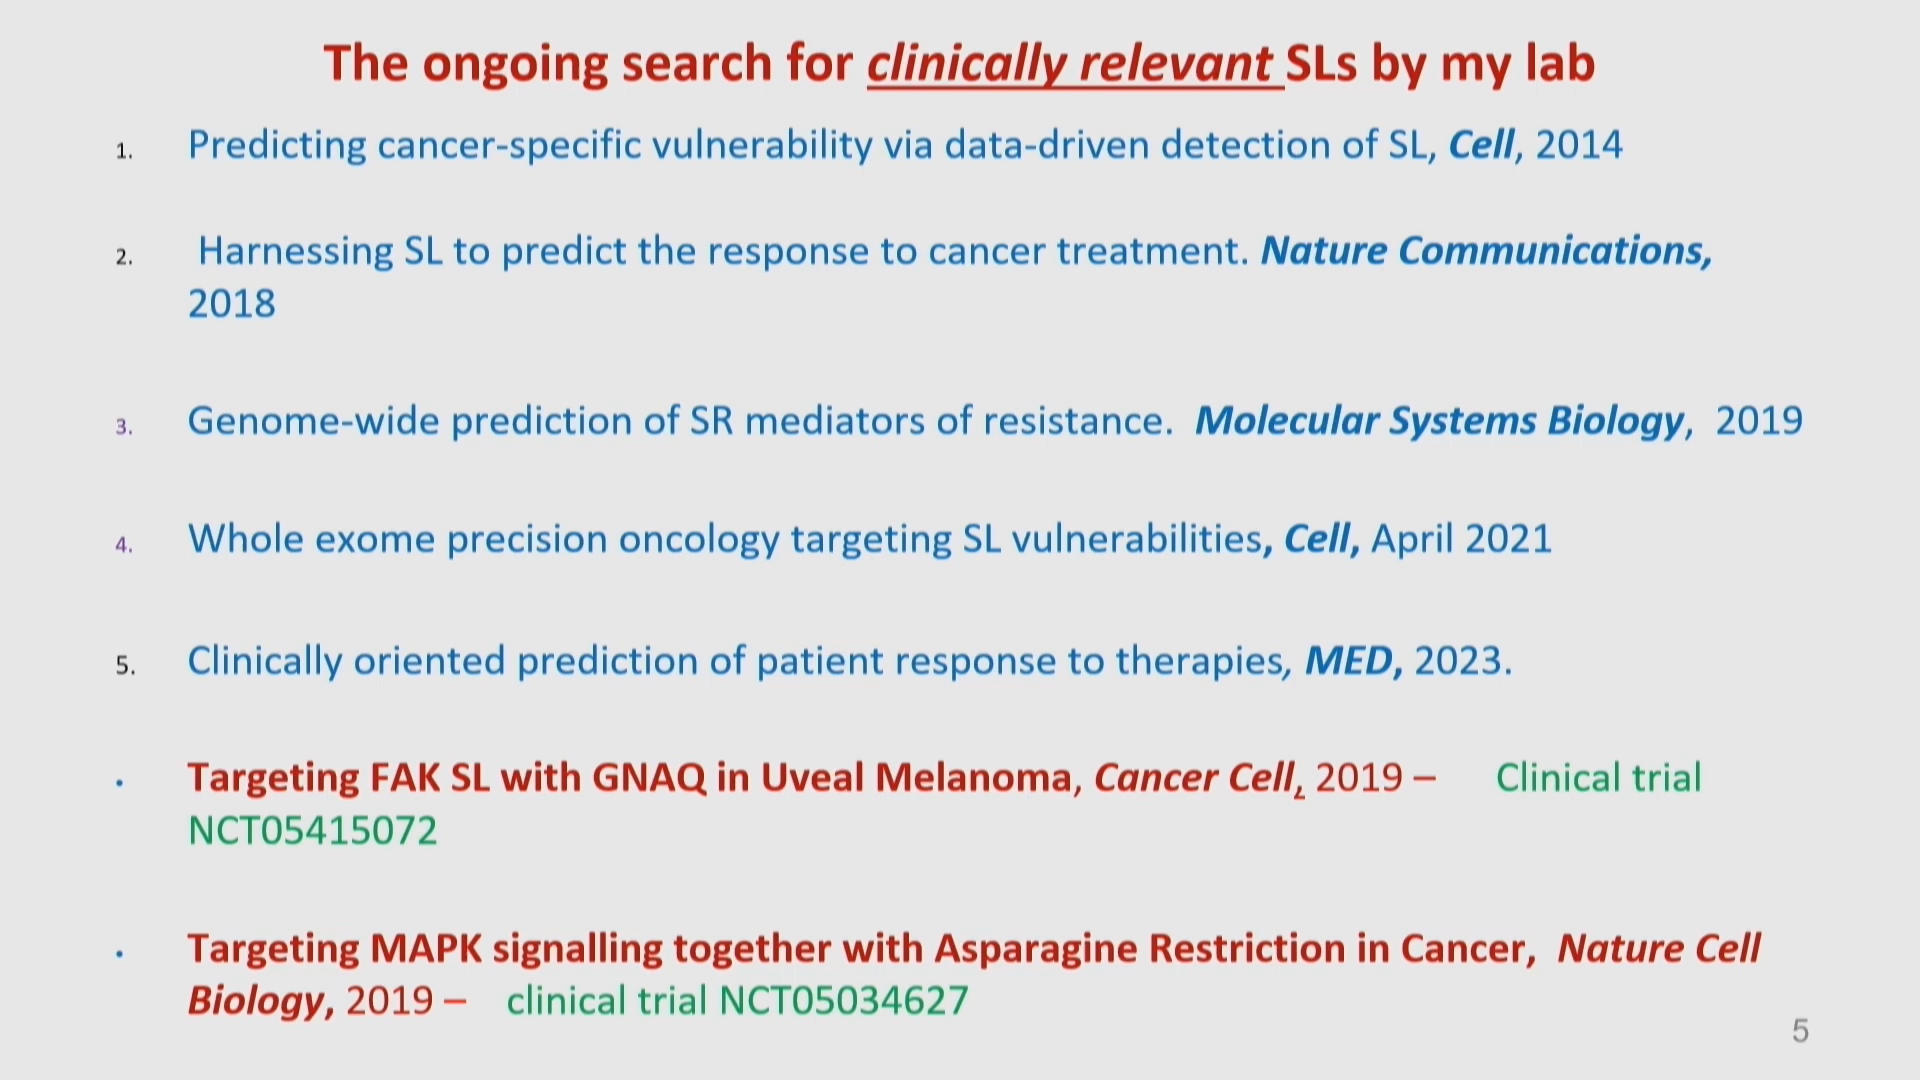 The ongoing search for clinically relevant SLs by my lab
1. Predicting cancer-specific vulnerability via data-driven detection of SL, Cell, 2014
2. Harnessing SL to predict the response to cancer treatment. Nature Communications,
2018
3. Genome-wide prediction of SR mediators of resistance. Molecular Systems Biology, 2019
4. Whole exome precision oncology targeting SL vulnerabilities, Cell, April 2021
5. Clinically oriented prediction of patient response to therapies, MED, 2023.
• Targeting FAK SL with GNAQ in Uveal Melanoma, Cancer Cell, 2019 – Clinical trial
NCT05415072
• Targeting MAPK signalling together with Asparagine Restriction in Cancer, Nature Cell
Biology, 2019 – clinical trial NCT05034627
5